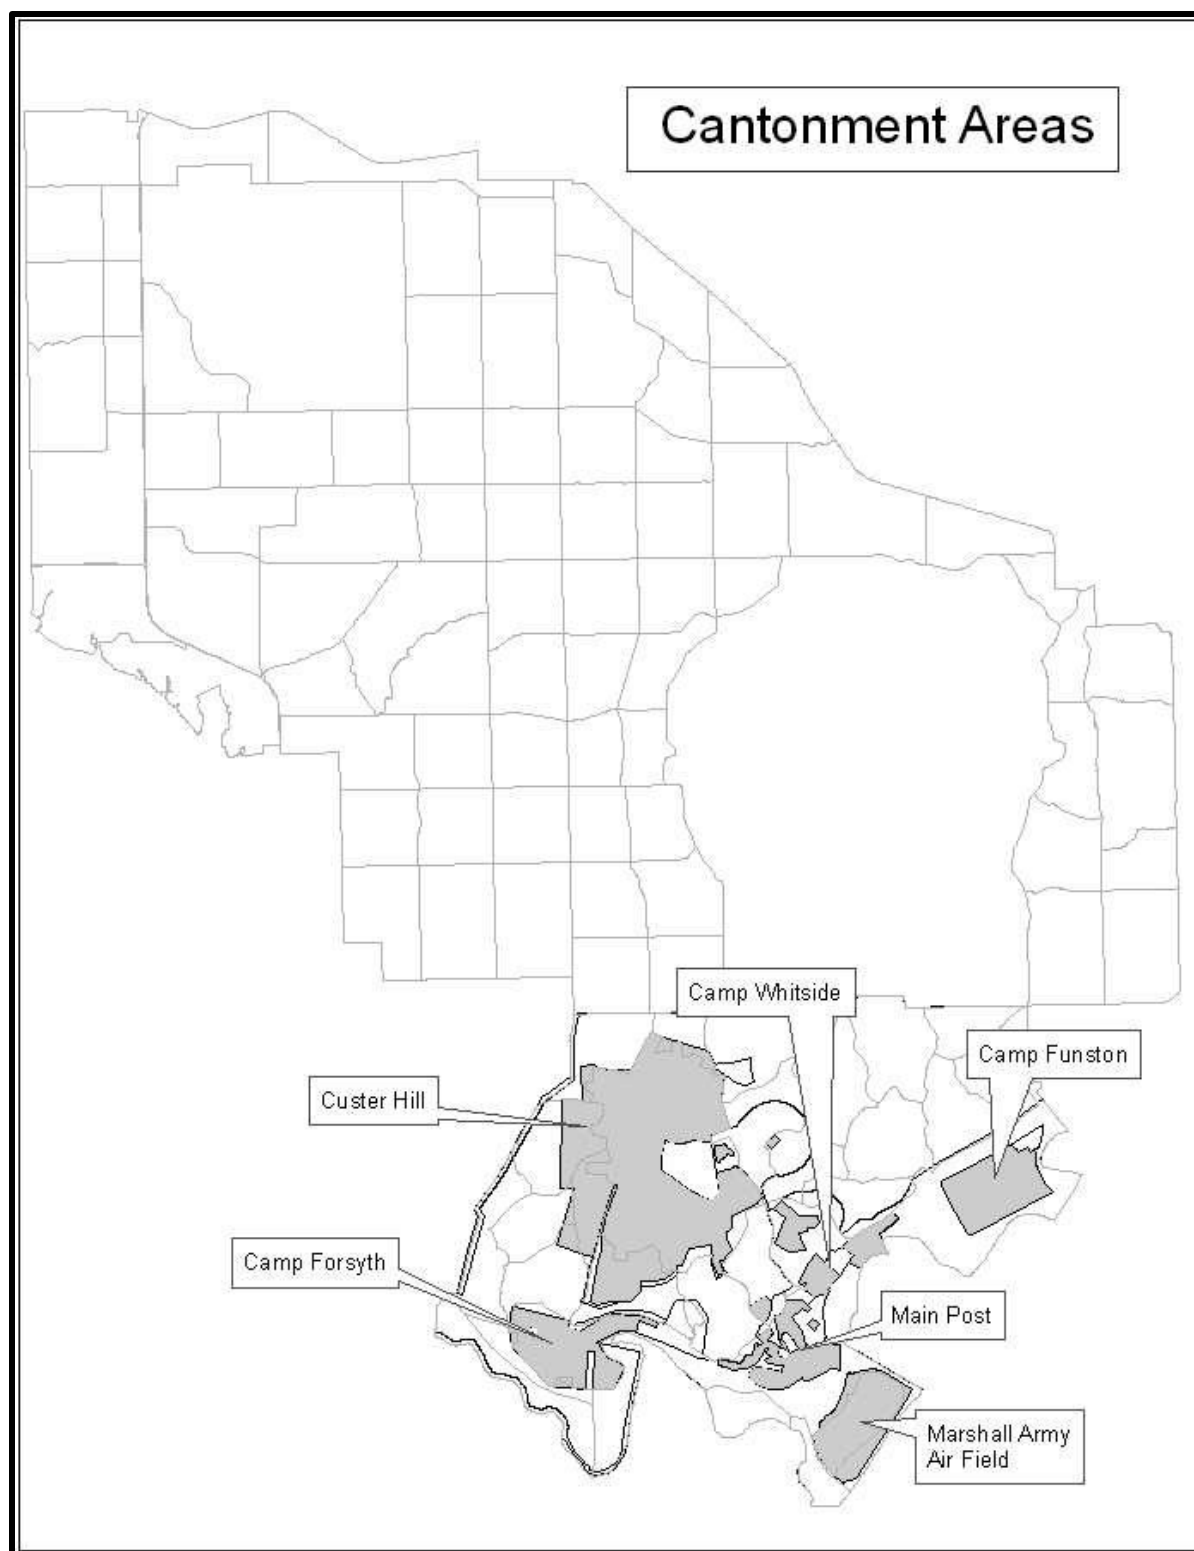 Cantonment Areas
Camp Whitside
Camp Funston
Custer Hill
Camp Forsyth
Main Post
Marshall Army
Air Field